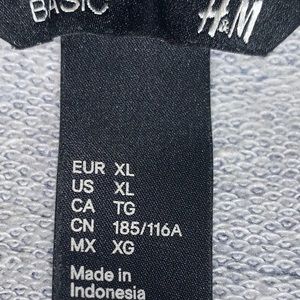 BASIC
H&M
EUR XL
US XL
CA TG
CN 185/116A
MX XG
Made in
Indonesia